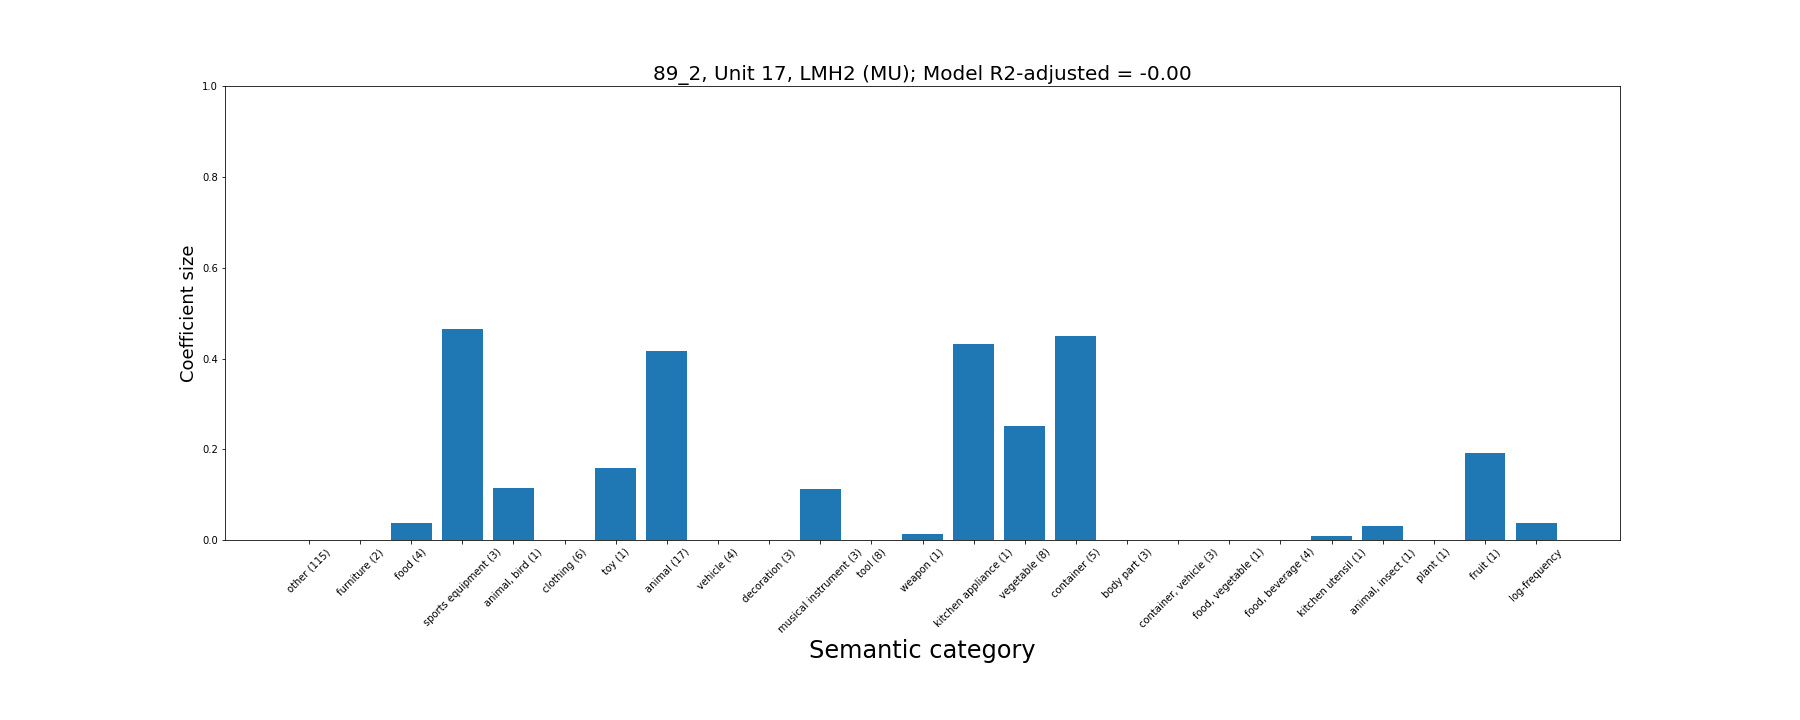 89_2, Unit 17, LMH2 (MU); Model R2-adjusted = -0.00
Coefficient size
1.0
0.8
0.6
0.4
0.2
0.0
other (115)
furniture (2)
food (4)
sports equipment (3)
animal, bird (1)
clothing (6)
toy (1)
animal (17)
vehicle (4)
decoration (3)
musical instrument (3)
tool (8)
weapon (1)
kitchen appliance (1)
vegetable (8)
container (5)
body part (3)
container, vehicle (3)
food, vegetable (1)
food, beverage (4)
kitchen utensil (1)
animal, insect (1)
plant (1)
fruit (1)
log-frequency
Semantic category